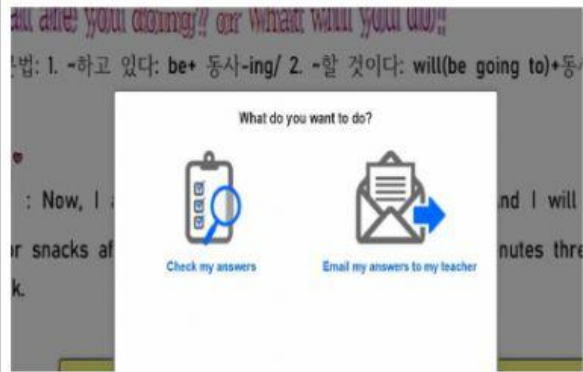 are you doing? or What will you do?
법: 1. ~하고 있다: be+ 동사-ing/ 2. ~할 것이다: will(be going to)+동사
What do you want to do?
: Now, I
nd I will
r snacks af
nutes thre
k.
Check my answers
Email my answers to my teacher